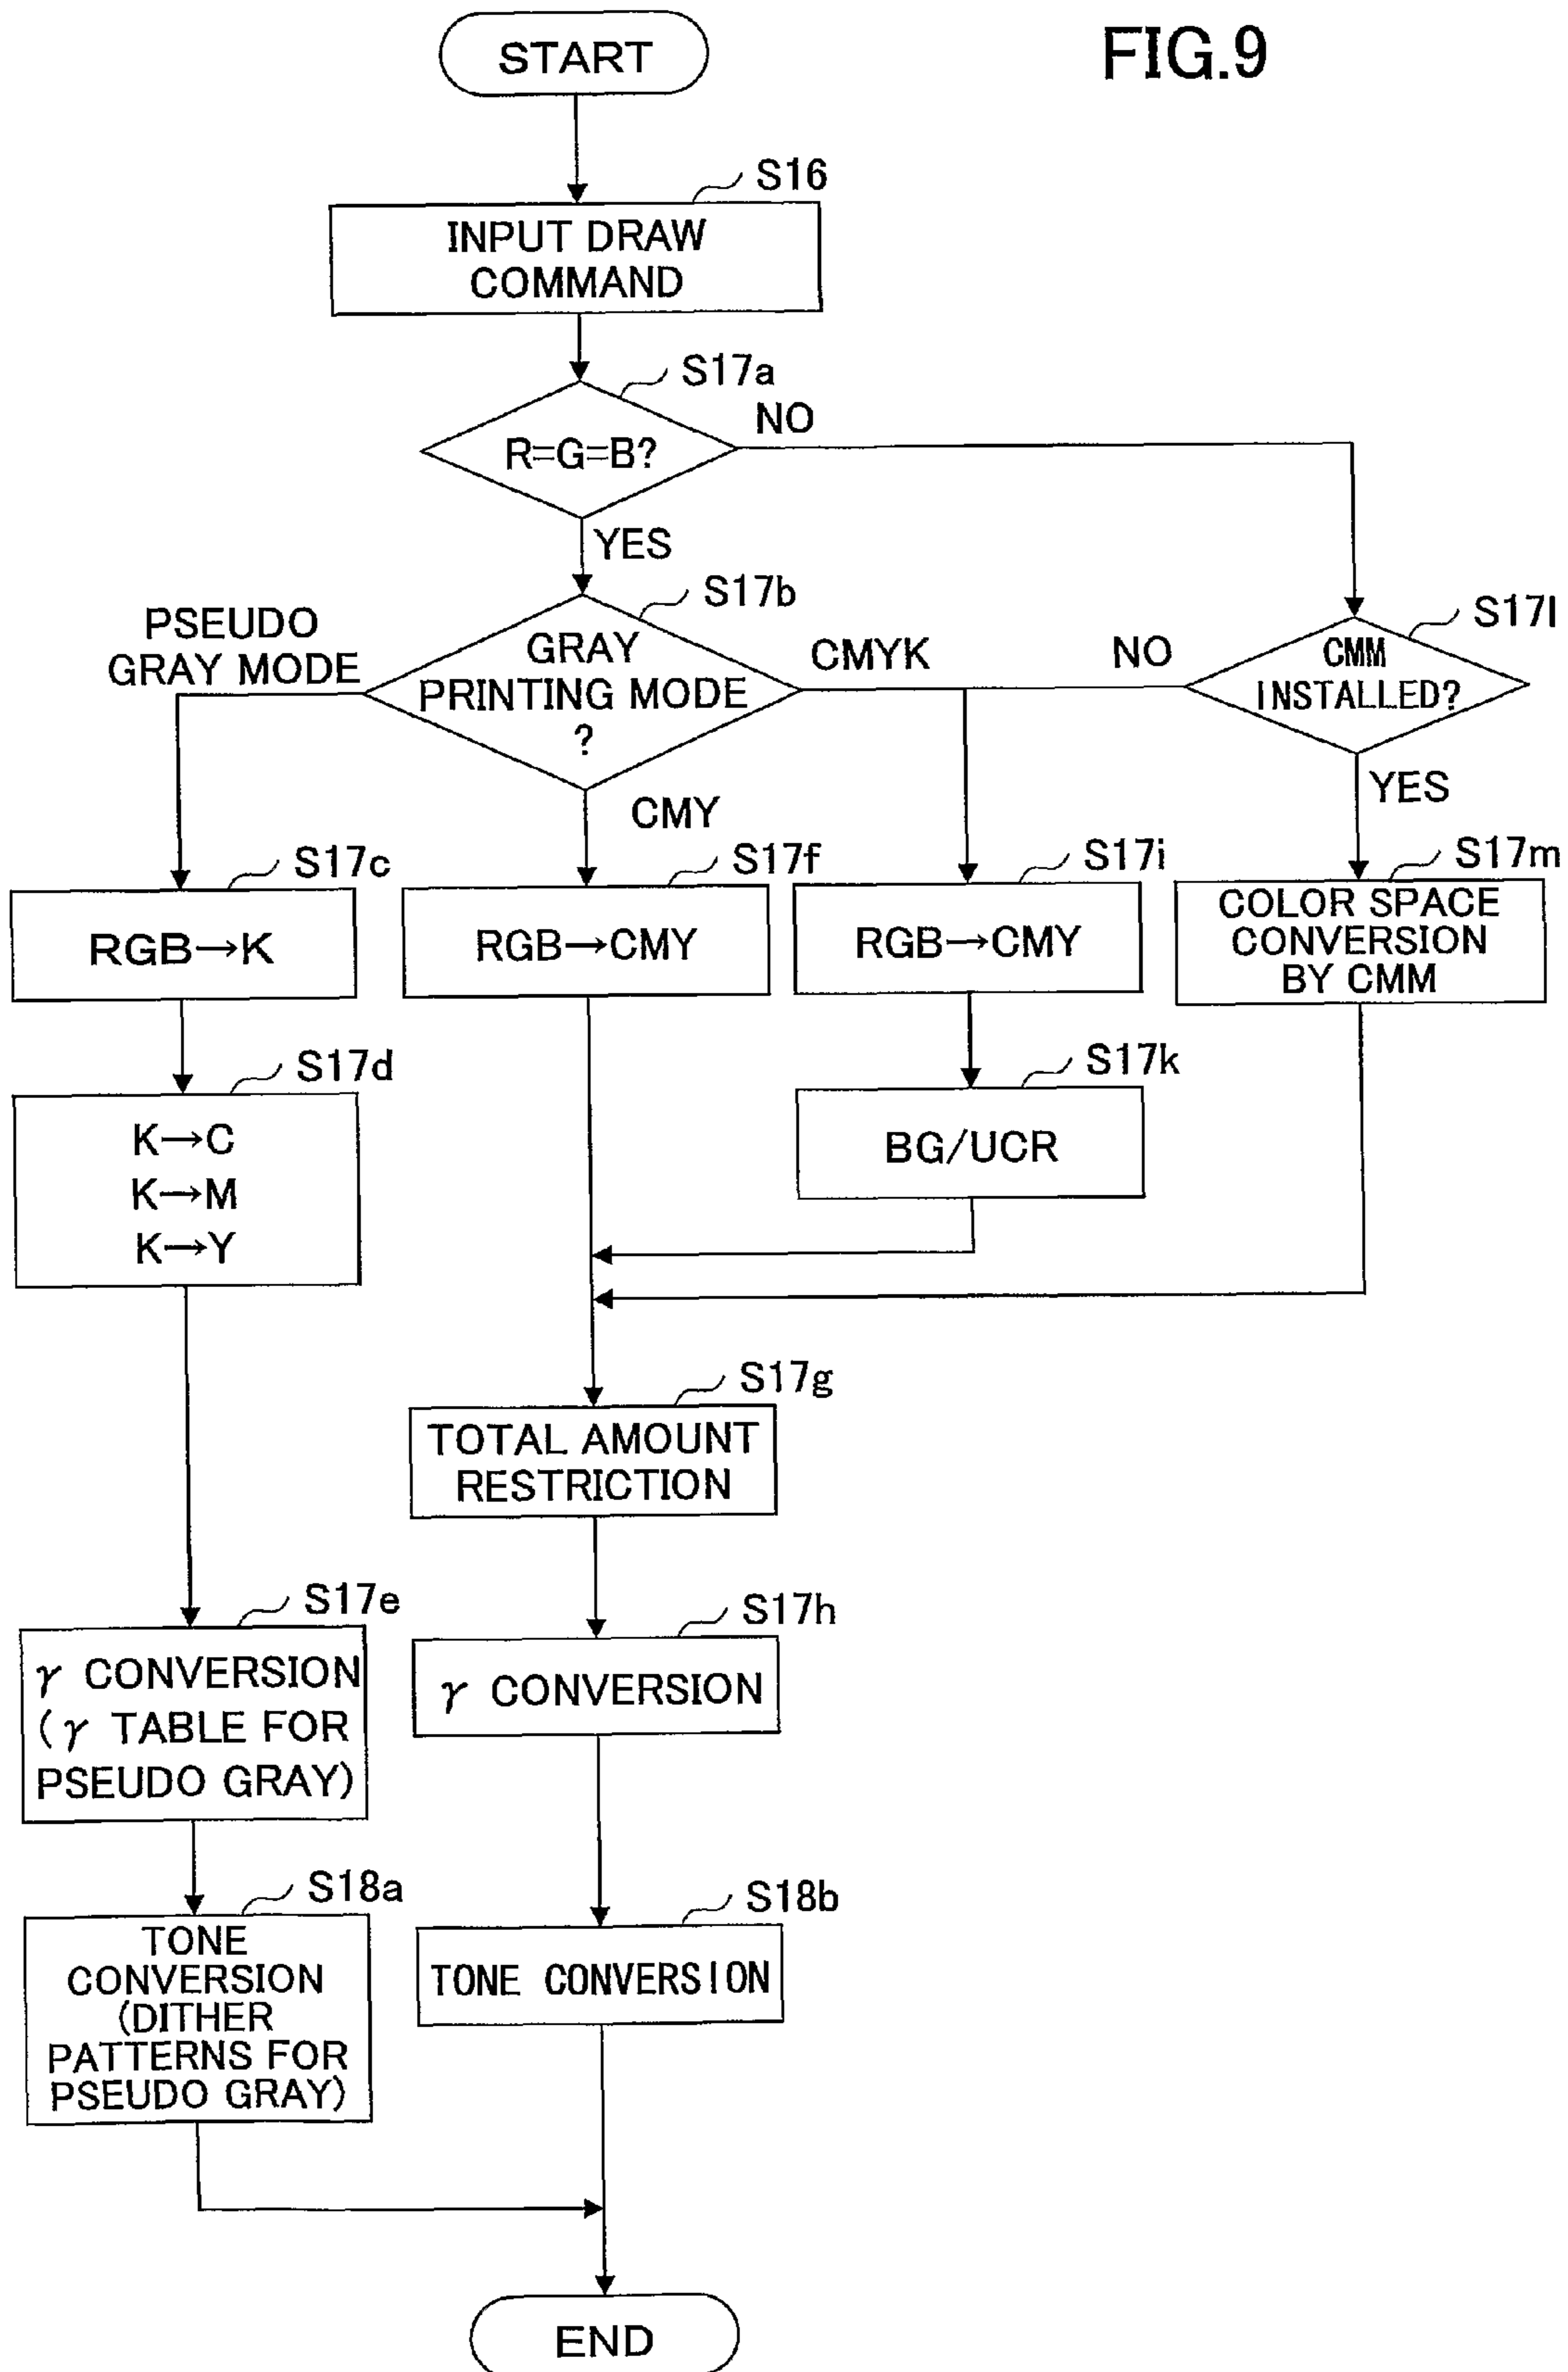 FIG.9
START
S16
INPUT DRAW
COMMAND
S17a
R=G=B?
NO
YES
S17b
PSEUDO
GRAY MODE
GRAY
PRINTING MODE
?
CMYK
CMY
S17l
NO
CMM
INSTALLED?
YES
S17c
RGB→K
S17f
RGB→CMY
S17i
RGB→CMY
S17m
COLOR SPACE
CONVERSION
BY CMM
S17d
K→C
K→M
K→Y
S17k
BG/UCR
S17g
TOTAL AMOUNT
RESTRICTION
S17e
γ CONVERSION
(γ TABLE FOR
PSEUDO GRAY)
S17h
γ CONVERSION
S18a
TONE
CONVERSION
(DITHER
PATTERNS FOR
PSEUDO GRAY)
S18b
TONE CONVERSION
END